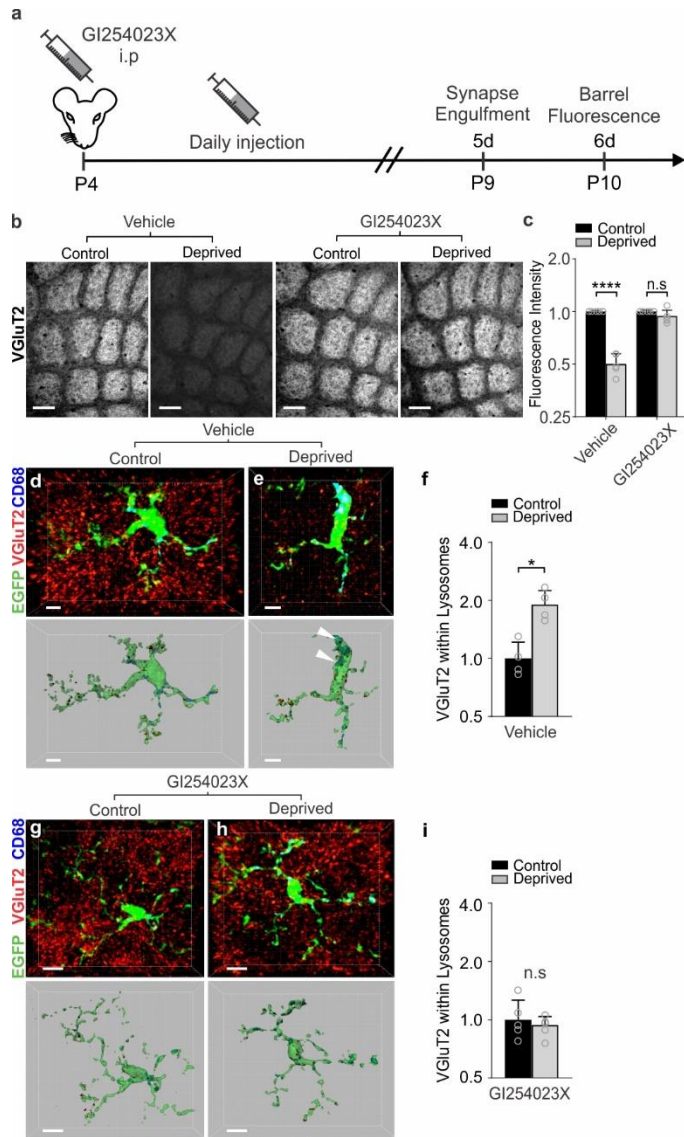 a
GI254023X
i.p
Daily injection
Synapse
Engulfment
Barrel
Fluorescence
5d
6d
P4
P9
P10
b
Vehicle
GI254023X
Control
Deprived
Control
Deprived
VGluT2
c
Control
Deprived
Fluorescence Intensity
1.0
0.5
0.25
****
n.s
Vehicle
GI254023X
Vehicle
Control
Deprived
d
e
EGFP VGluT2 CD68
f
Control
Deprived
VGluT2 within Lysosomes
4.0
2.0
1.0
0.5
*
Vehicle
GI254023X
Control
Deprived
g
h
EGFP VGluT2 CD68
i
Control
Deprived
VGluT2 within Lysosomes
4.0
2.0
1.0
0.5
n.s
GI254023X